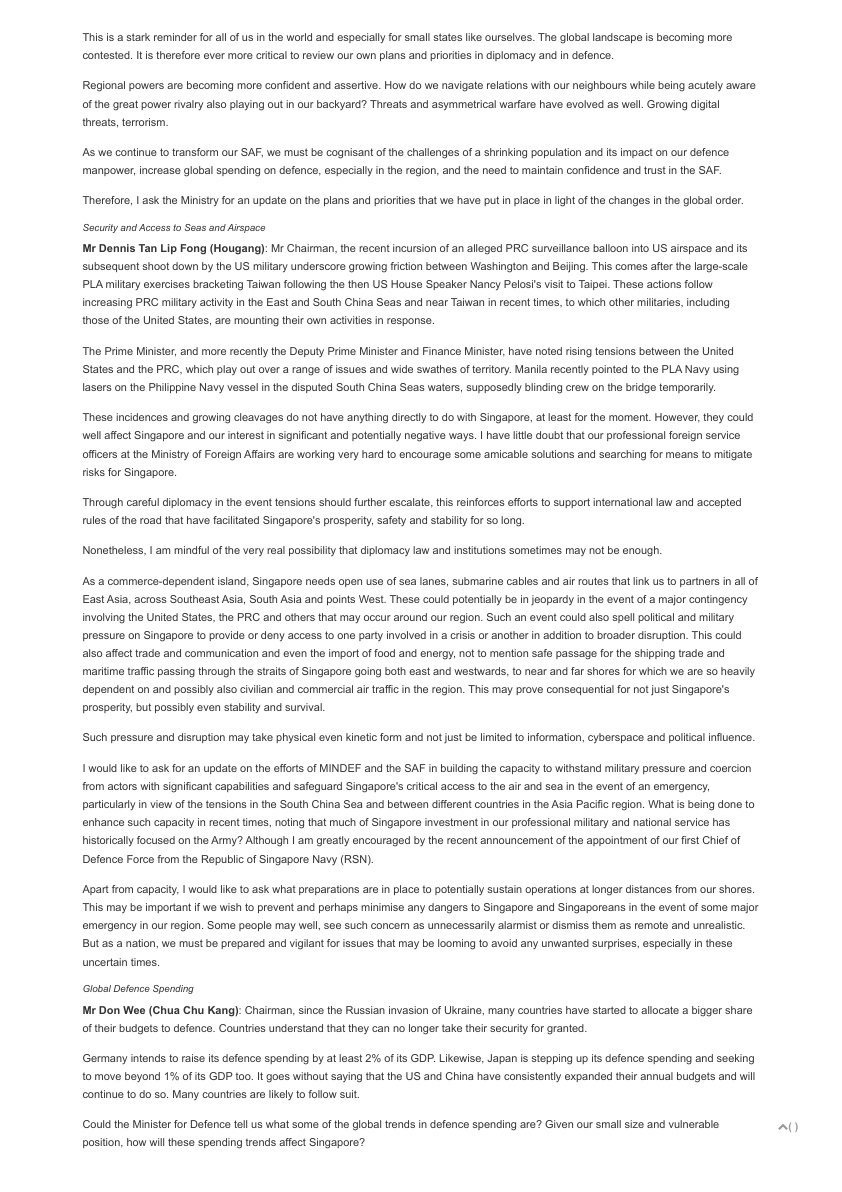 This is a stark reminder for all of us in the world and especially for small states like ourselves. The global landscape is becoming more
contested. It is therefore ever more critical to review our own plans and priorities in diplomacy and in defence.
Regional powers are becoming more confident and assertive. How do we navigate relations with our neighbours while being acutely aware
of the great power rivalry also playing out in our backyard? Threats and asymmetrical warfare have evolved as well. Growing digital
threats, terrorism.
As we continue to transform our SAF, we must be cognisant of the challenges of a shrinking population and its impact on our defence
manpower, increase global spending on defence, especially in the region, and the need to maintain confidence and trust in the SAF.
Therefore, I ask the Ministry for an update on the plans and priorities that we have put in place in light of the changes in the global order.
Security and Access to Seas and Airspace
Mr Dennis Tan Lip Fong (Hougang): Mr Chairman, the recent incursion of an alleged PRC surveillance balloon into US airspace and its
subsequent shoot down by the US military underscore growing friction between Washington and Beijing. This comes after the large-scale
PLA military exercises bracketing Taiwan following the then US House Speaker Nancy Pelosi's visit to Taipei. These actions follow
increasing PRC military activity in the East and South China Seas and near Taiwan in recent times, to which other militaries, including
those of the United States, are mounting their own activities in response.
The Prime Minister, and more recently the Deputy Prime Minister and Finance Minister, have noted rising tensions between the United
States and the PRC, which play out over a range of issues and wide swathes of territory. Manila recently pointed to the PLA Navy using
lasers on the Philippine Navy vessel in the disputed South China Seas waters, supposedly blinding crew on the bridge temporarily.
These incidences and growing cleavages do not have anything directly to do with Singapore, at least for the moment. However, they could
well affect Singapore and our interest in significant and potentially negative ways. I have little doubt that our professional foreign service
officers at the Ministry of Foreign Affairs are working very hard to encourage some amicable solutions and searching for means to mitigate
risks for Singapore.
Through careful diplomacy in the event tensions should further escalate, this reinforces efforts to support international law and accepted
rules of the road that have facilitated Singapore's prosperity, safety and stability for so long.
Nonetheless, I am mindful of the very real possibility that diplomacy law and institutions sometimes may not be enough.
As a commerce-dependent island, Singapore needs open use of sea lanes, submarine cables and air routes that link us to partners in all of
East Asia, across Southeast Asia, South Asia and points West. These could potentially be in jeopardy in the event of a major contingency
involving the United States, the PRC and others that may occur around our region. Such an event could also spell political and military
pressure on Singapore to provide or deny access to one party involved in a crisis or another in addition to broader disruption. This could
also affect trade and communication and even the import of food and energy, not to mention safe passage for the shipping trade and
maritime traffic passing through the straits of Singapore going both east and westwards, to near and far shores for which we are so heavily
dependent on and possibly also civilian and commercial air traffic in the region. This may prove consequential for not just Singapore's
prosperity, but possibly even stability and survival.
Such pressure and disruption may take physical even kinetic form and not just be limited to information, cyberspace and political influence.
I would like to ask for an update on the efforts of MINDEF and the SAF in building the capacity to withstand military pressure and coercion
from actors with significant capabilities and safeguard Singapore's critical access to the air and sea in the event of an emergency,
particularly in view of the tensions in the South China Sea and between different countries in the Asia Pacific region. What is being done to
enhance such capacity in recent times, noting that much of Singapore investment in our professional military and national service has
historically focused on the Army? Although I am greatly encouraged by the recent announcement of the appointment of our first Chief of
Defence Force from the Republic of Singapore Navy (RSN).
Apart from capacity, I would like to ask what preparations are in place to potentially sustain operations at longer distances from our shores.
This may be important if we wish to prevent and perhaps minimise any dangers to Singapore and Singaporeans in the event of some major
emergency in our region. Some people may well, see such concern as unnecessarily alarmist or dismiss them as remote and unrealistic.
But as a nation, we must be prepared and vigilant for issues that may be looming to avoid any unwanted surprises, especially in these
uncertain times.
Global Defence Spending
Mr Don Wee (Chua Chu Kang): Chairman, since the Russian invasion of Ukraine, many countries have started to allocate a bigger share
of their budgets to defence. Countries understand that they can no longer take their security for granted.
Germany intends to raise its defence spending by at least 2% of its GDP. Likewise, Japan is stepping up its defence spending and seeking
to move beyond 1% of its GDP too. It goes without saying that the US and China have consistently expanded their annual budgets and will
continue to do so. Many countries are likely to follow suit.
Could the Minister for Defence tell us what some of the global trends in defence spending are? Given our small size and vulnerable
position, how will these spending trends affect Singapore?
( )